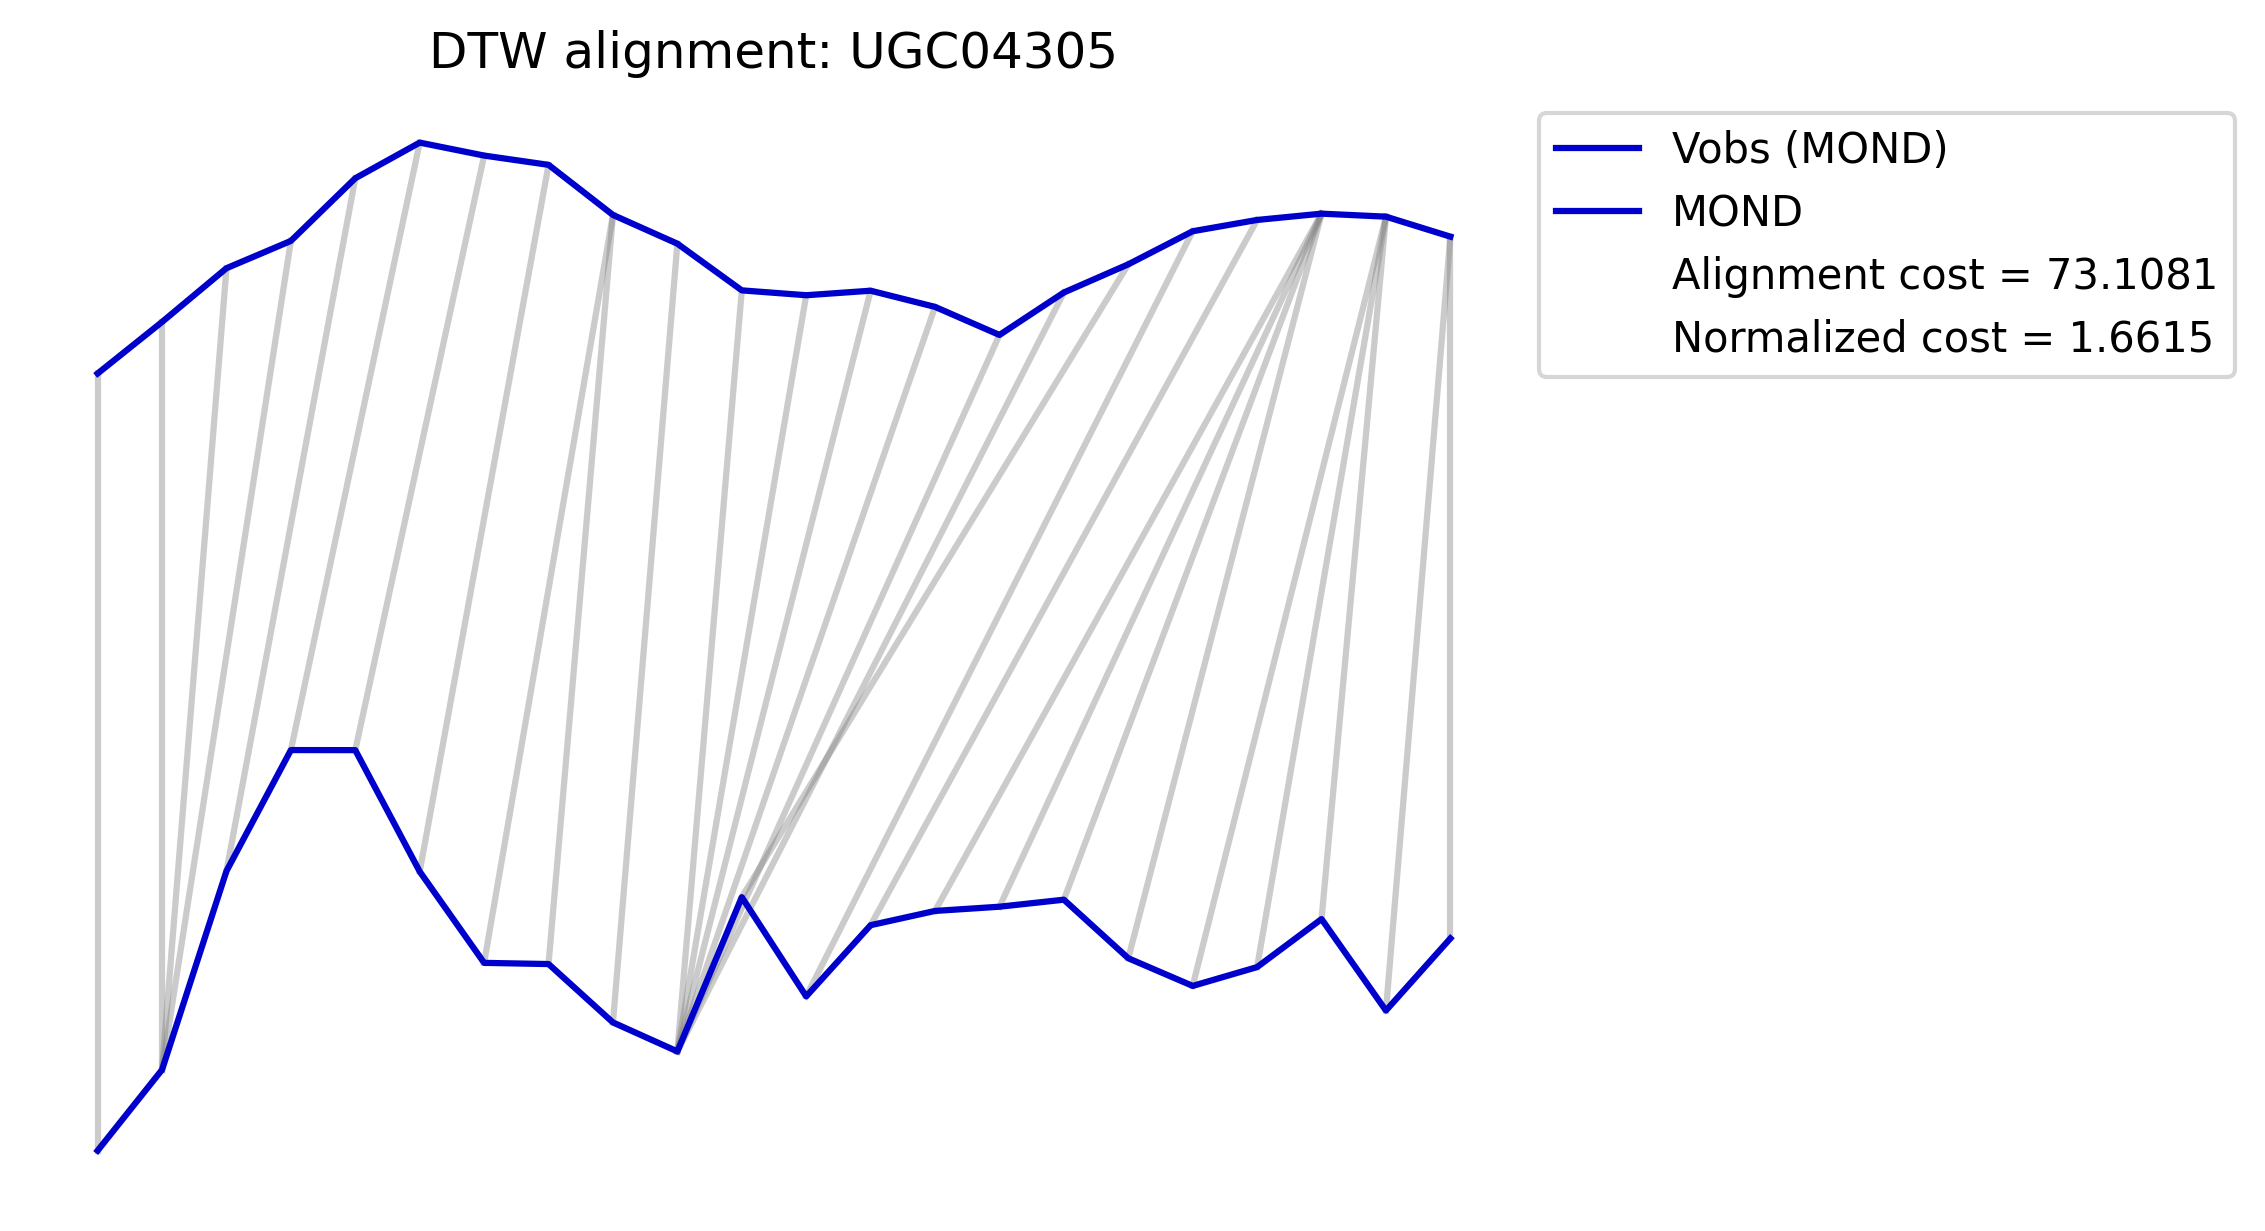 DTW alignment: UGC04305
Vobs (MOND)
MOND
Alignment cost = 73.1081
Normalized cost = 1.6615